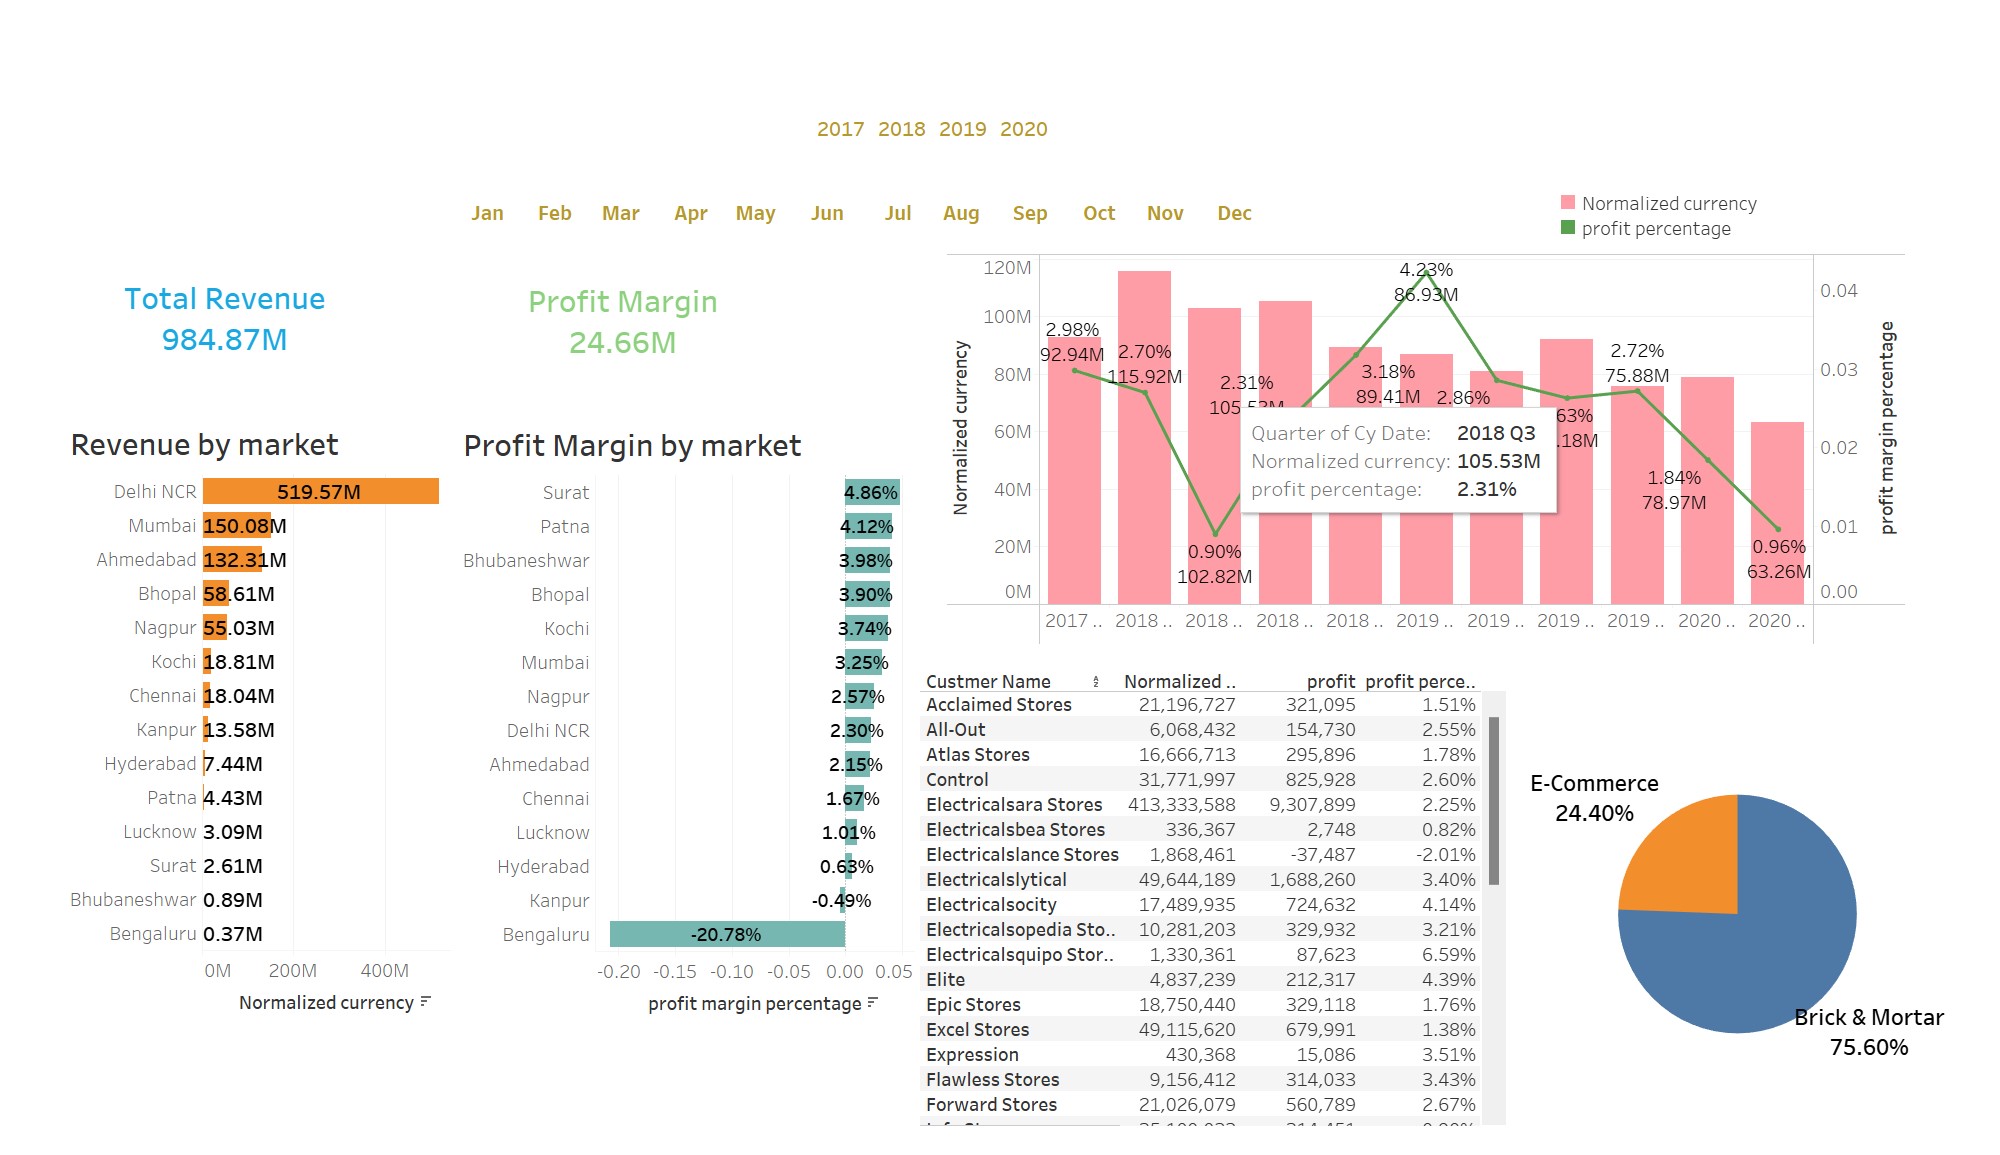 2017 2018 2019 2020
Jan Feb Mar Apr May Jun Jul Aug Sep Oct Nov Dec
Total Revenue
984.87M
Profit Margin
24.66M
Revenue by market
Delhi NCR 519.57M
Mumbai 150.08M
Ahmedabad 132.31M
Bhopal 58.61M
Nagpur 55.03M
Kochi 18.81M
Chennai 18.04M
Kanpur 13.58M
Hyderabad 7.44M
Patna 4.43M
Lucknow 3.09M
Surat 2.61M
Bhubaneshwar 0.89M
Bengaluru 0.37M
0M 200M 400M
Normalized currency
Profit Margin by market
Surat 4.86%
Patna 4.12%
Bhubaneshwar 3.98%
Bhopal 3.90%
Kochi 3.74%
Mumbai 3.25%
Nagpur 2.57%
Delhi NCR 2.30%
Ahmedabad 2.15%
Chennai 1.67%
Lucknow 1.01%
Hyderabad 0.63%
Kanpur -0.49%
Bengaluru -20.78%
-0.20 -0.15 -0.10 -0.05 0.00 0.05
profit margin percentage
Normalized currency
profit percentage
Normalized currency
120M
100M
80M
60M
40M
20M
0M
2.98%
92.94M
2.70%
115.92M
0.90%
102.82M
2.31%
105.53M
3.18%
89.41M
4.23%
86.93M
2.86%
63%
.18M
2.72%
75.88M
1.84%
78.97M
0.96%
63.26M
Quarter of Cy Date: 2018 Q3
Normalized currency: 105.53M
profit percentage: 2.31%
0.04
0.03
0.02
0.01
0.00
profit margin percentage
2017 .. 2018 .. 2018 .. 2018 .. 2018 .. 2019 .. 2019 .. 2019 .. 2019 .. 2020 .. 2020 ..
Custmer Name Normalized .. profit profit perce..
Acclaimed Stores 21,196,727 321,095 1.51%
All-Out 6,068,432 154,730 2.55%
Atlas Stores 16,666,713 295,896 1.78%
Control 31,771,997 825,928 2.60%
Electricalsara Stores 413,333,588 9,307,899 2.25%
Electricalsbea Stores 336,367 2,748 0.82%
Electricalslance Stores 1,868,461 -37,487 -2.01%
Electricalslytical 49,644,189 1,688,260 3.40%
Electricalsocity 17,489,935 724,632 4.14%
Electricalsopedia Sto.. 10,281,203 329,932 3.21%
Electricalsquipo Stor.. 1,330,361 87,623 6.59%
Elite 4,837,239 212,317 4.39%
Epic Stores 18,750,440 329,118 1.76%
Excel Stores 49,115,620 679,991 1.38%
Expression 430,368 15,086 3.51%
Flawless Stores 9,156,412 314,033 3.43%
Forward Stores 21,026,079 560,789 2.67%
E-Commerce
24.40%
Brick & Mortar
75.60%